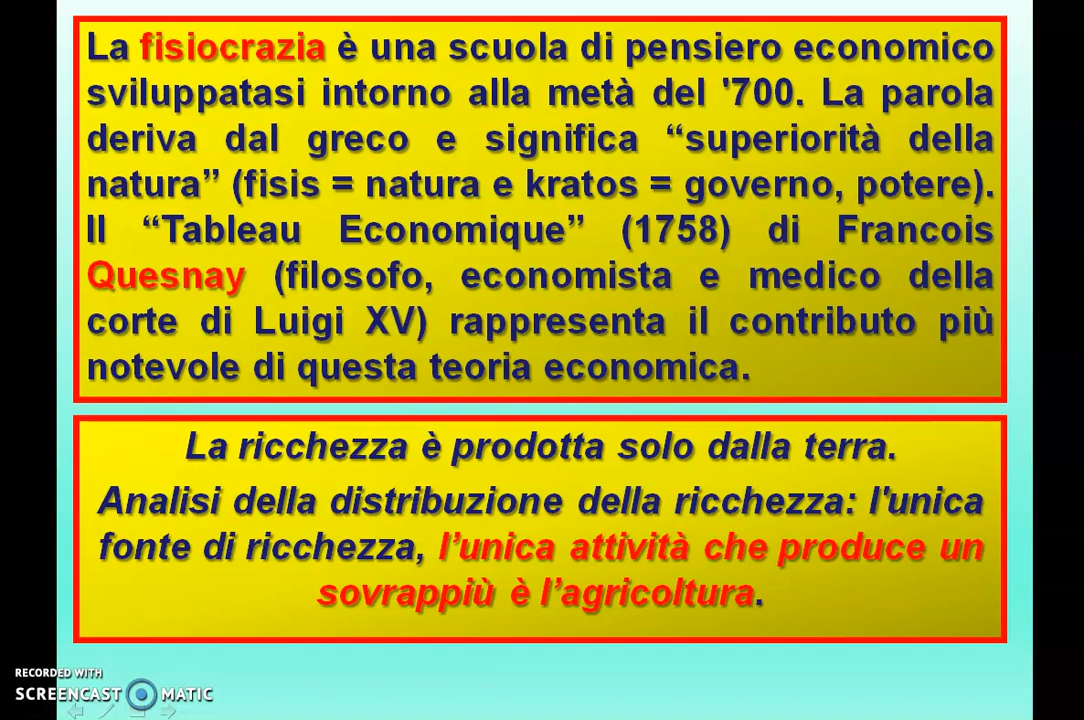 La fisiocrazia è una scuola di pensiero economico
sviluppatasi intorno alla metà del '700. La parola
deriva dal greco e significa “superiorità della
natura” (fisis = natura e kratos = governo, potere).
Il “Tableau Economique” (1758) di Francois
Quesnay (filosofo, economista e medico della
corte di Luigi XV) rappresenta il contributo più
notevole di questa teoria economica.
La ricchezza è prodotta solo dalla terra.
Analisi della distribuzione della ricchezza: l'unica
fonte di ricchezza, l’unica attività che produce un
sovrappiù è l’agricoltura.
RECORDED WITH
SCREENCAST MATIC